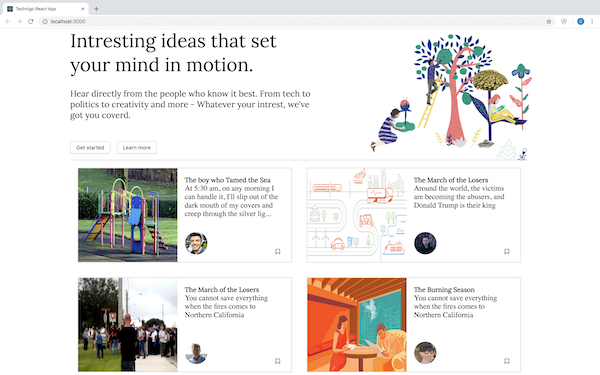 Technigo React App
localhost:3000
Intresting ideas that set
your mind in motion.
Hear directly from the people who know it best. From tech to
politics to creativity and more - Whatever your intrest, we've
got you coverd.
Get started
Learn more
The boy who Tamed the Sea
At 5:30 am, on any morning I
can handle it, I'll slip out of the
dark mouth of my covers and
creep through the silver lig...
The March of the Losers
Around the world, the victims
are becoming the abusers, and
Donald Trump is their king
The March of the Losers
You cannot save everything
when the fires comes to
Northern California
The Burning Season
You cannot save everything
when the fires comes to
Northern California